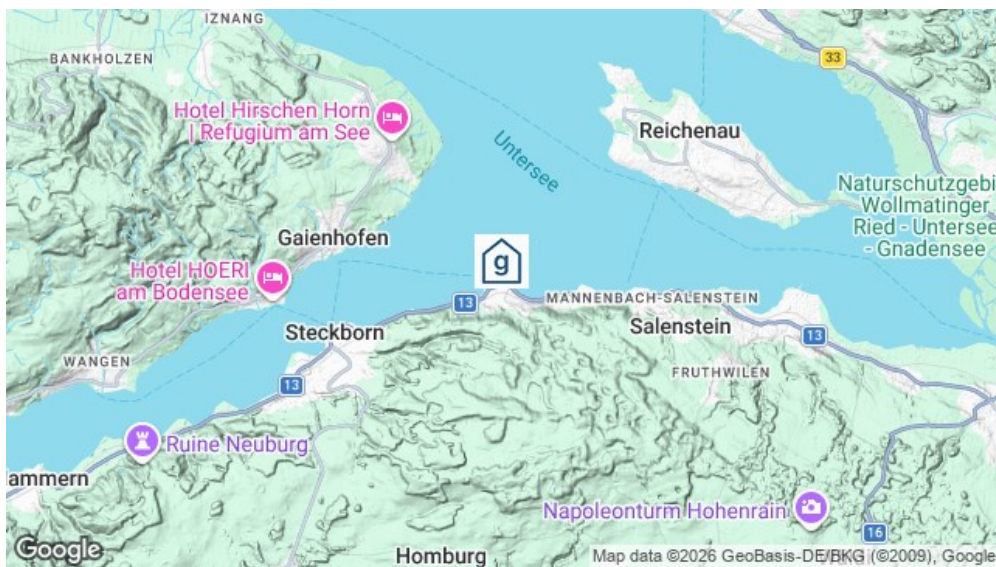 IZNANG
BANKHOLZEN
33
Hotel Hirschen Horn
| Refugium am See
Reichenau
Untersee
Naturschutzgebi
Wollmatinger
Ried - Untersee
- Gnadensee
Gaienhofen
g
Hotel HOERI
am Bodensee
13
MANNENBACH-SALENSTEIN
Steckborn
Salenstein
13
WANGEN
FRUTHWILEN
13
Ruine Neuburg
ammern
Napoleonturm Hohenrain
16
Google
Homburg
Map data ©2026 GeoBasis-DE/BKG (©2009), Google